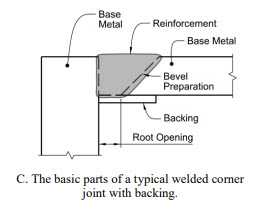 Base
Metal
Reinforcement
Base Metal
Bevel
Preparation
Backing
Root Opening
C. The basic parts of a typical welded corner
joint with backing.